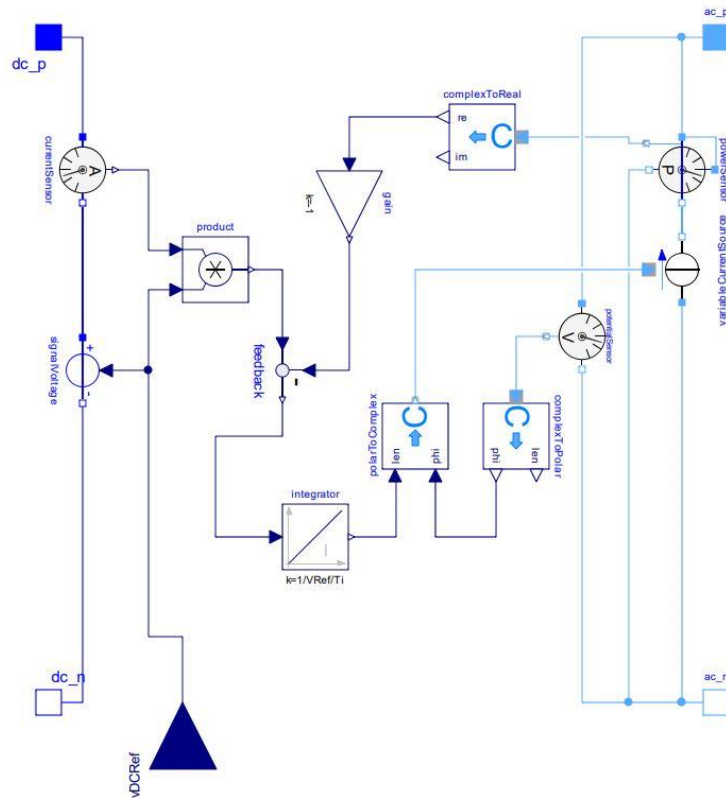 ac_p
dc_p
complexToReal
re
im
C
currentSensor
A
powerSensor
P
gain
k=-1
product
variableCurrentSource
feedback
-
+
signalVoltage
-
V
potentialSensor
polarToComplex
C
len
phi
complexToPolar
C
phi
len
integrator
I
k=1/VRef/Ti
dc_n
vDCRef